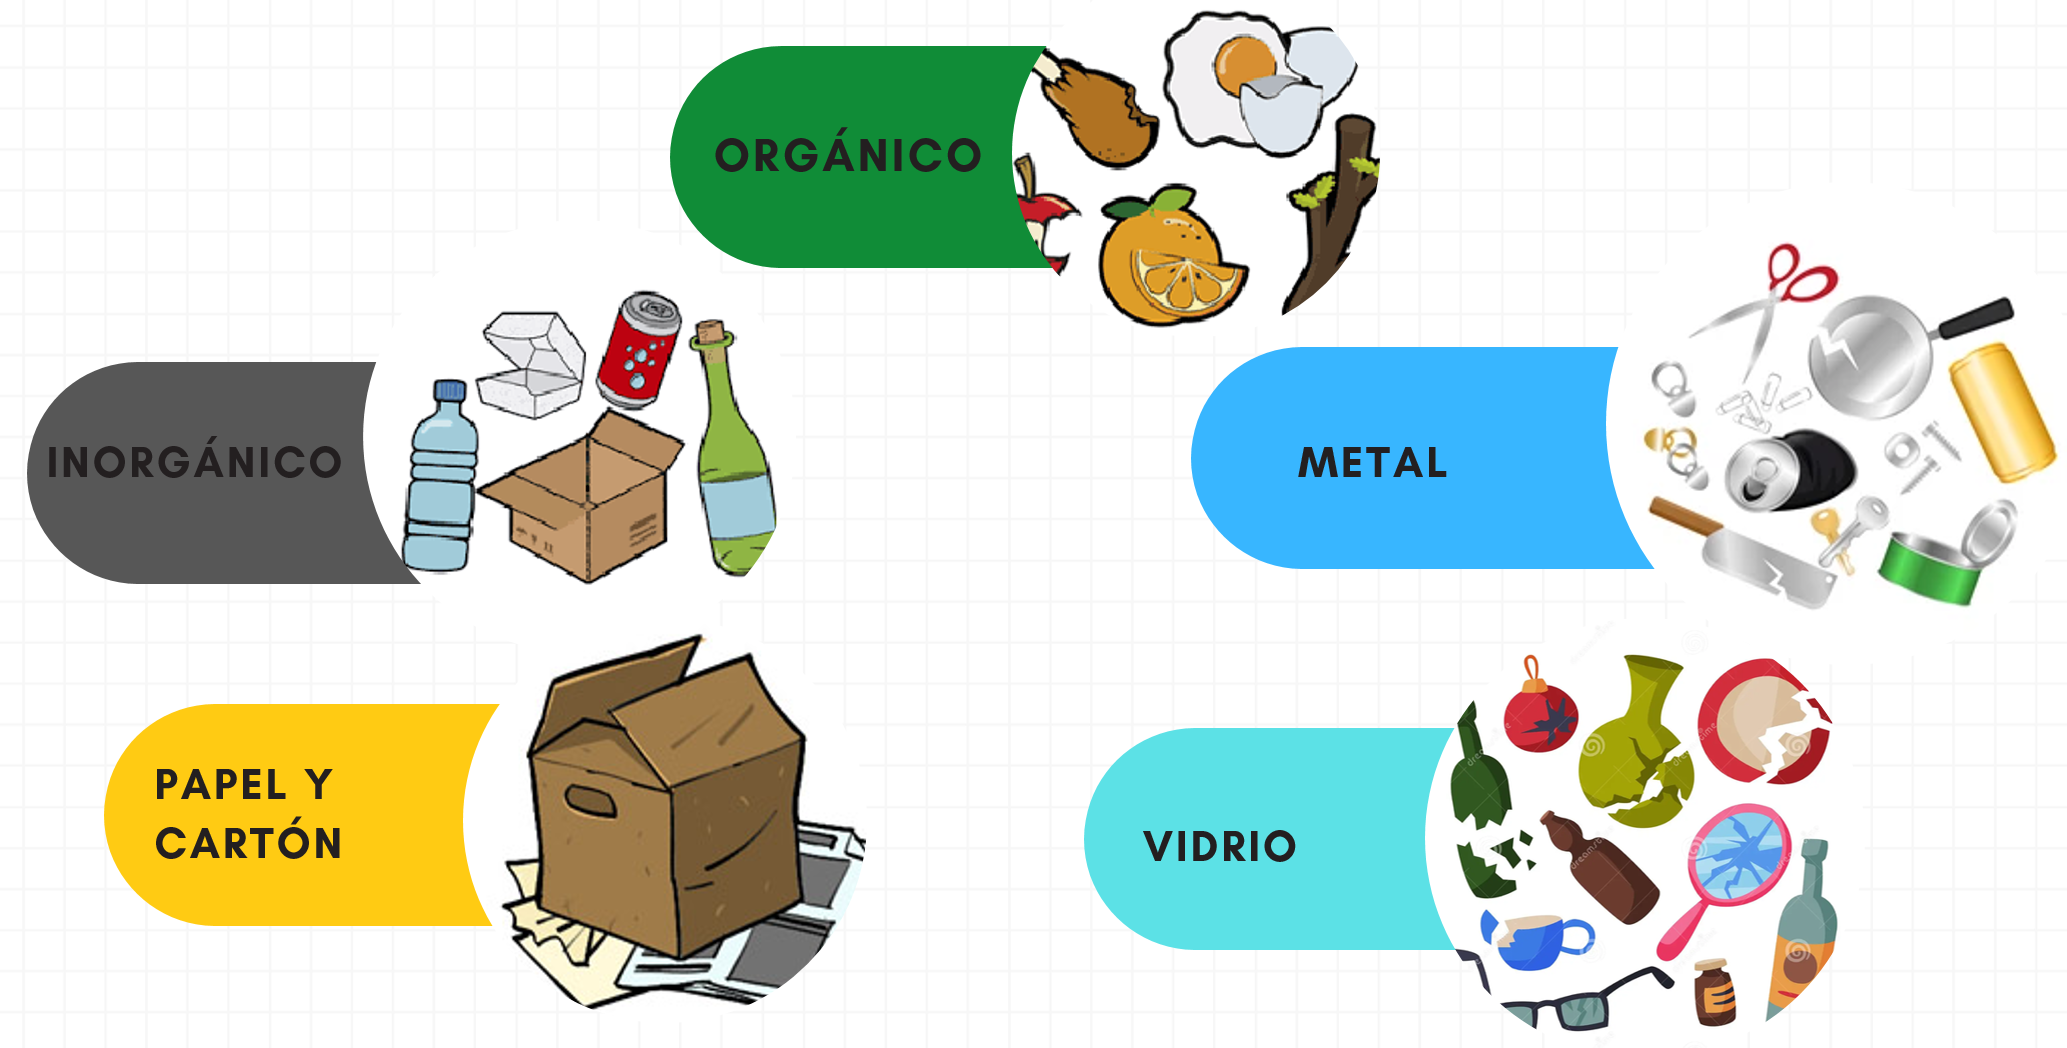 ORGÁNICO
INORGÁNICO
METAL
PAPEL Y
CARTÓN
VIDRIO